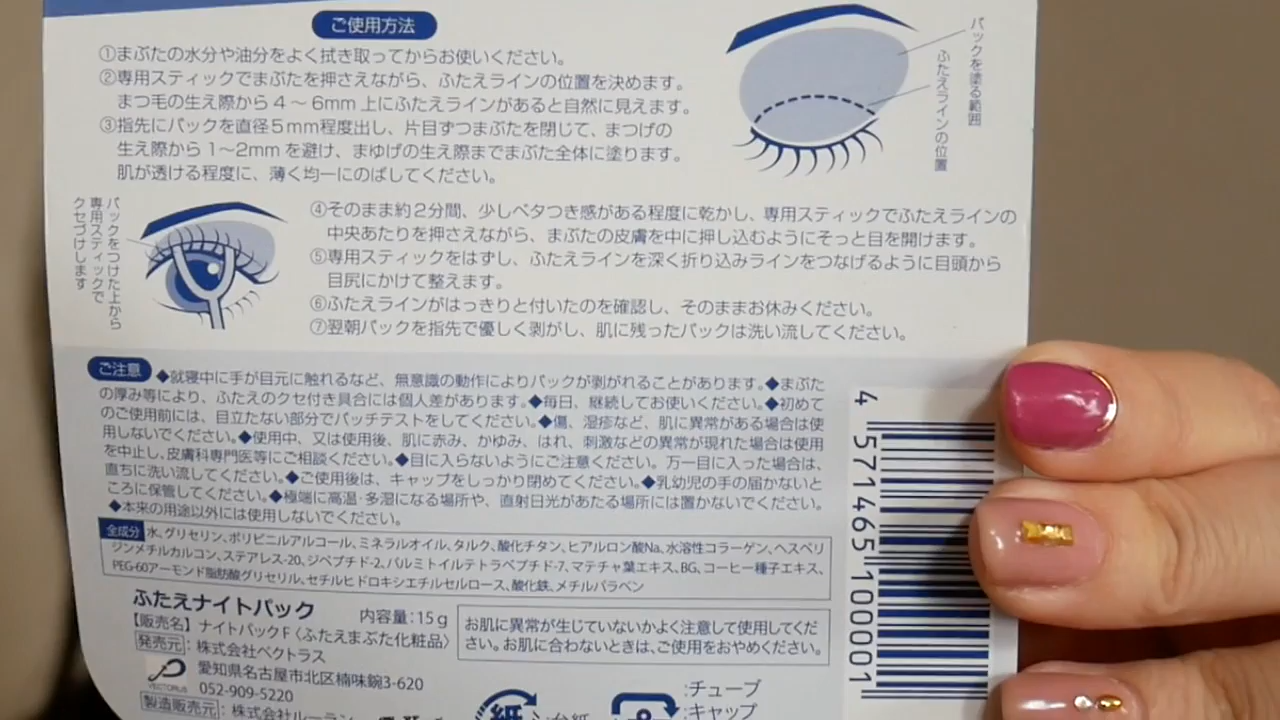 ご使用方法
①まぶたの水分や油分をよく拭き取ってからお使いください。
②専用スティックでまぶたを押さえながら、ふたえラインの位置を決めます。
まつ毛の生え際から4～6mm上にふたえラインがあると自然に見えます。
③指先にパックを直径5mm程度出し、片目ずつまぶたを閉じて、まつげの
生え際から1～2mmを避け、まゆげの生え際までまぶた全体に塗ります。
肌が透ける程度に、薄く均一にのばしてください。
パックを塗る範囲
ふたえラインの位置
パックをつけた上から
専用スティックで
クセづけします
④そのまま約2分間、少しベタつき感がある程度に乾かし、専用スティックでふたえラインの
中央あたりを押さえながら、まぶたの皮膚を中に押し込むようにそっと目を開けます。
⑤専用スティックをはずし、ふたえラインを深く折り込みラインをつなげるように目頭から
目尻にかけて整えます。
⑥ふたえラインがはっきりと付いたのを確認し、そのままお休みください。
⑦翌朝パックを指先で優しく剥がし、肌に残ったパックは洗い流してください。
ご注意 ◆就寝中に手が目元に触れるなど、無意識の動作によりパックが剥がれることがあります。◆まぶた
の厚み等により、ふたえのクセ付き具合には個人差があります。◆毎日、継続してお使いください。◆初めて
のご使用前には、目立たない部分でパッチテストをしてください。◆傷、湿疹など、肌に異常がある場合は使
用しないでください。◆使用中、又は使用後、肌に赤み、かゆみ、はれ、刺激などの異常が現れた場合は使用
を中止し、皮膚科専門医等にご相談ください。◆目に入らないようにご注意ください。万一目に入った場合は、
直ちに洗い流してください。◆ご使用後は、キャップをしっかり閉めてください。◆乳幼児の手の届かないと
ころに保管してください。◆極端に高温・多湿になる場所や、直射日光があたる場所には置かないでください。
◆本来の用途以外には使用しないでください。
全成分 水、グリセリン、ポリビニルアルコール、ミネラルオイル、タルク、酸化チタン、ヒアルロン酸Na、水溶性コラーゲン、ヘスペリ
ジンメチルカルコン、ステアレス-20、ジペプチド-2、パルミトイルテトラペプチド-7、マテチャ葉エキス、BG、コーヒー種子エキス、
PEG-60アーモンド脂肪酸グリセリル、セチルヒドロキシエチルセルロース、酸化鉄、メチルパラベン
ふたえナイトパック 内容量：15g
【販売名】ナイトパックF〈ふたえまぶた化粧品〉
発売元：株式会社ベクトラス
愛知県名古屋市北区楠味鋺3-620
VECTORUS 052-909-5220
製造販売元：株式会社ルーラン
お肌に異常が生じていないかよく注意して使用してくだ
さい。お肌に合わないときは、ご使用をおやめください。
紙
：台紙
：チューブ
：キャップ
4 571465 100001